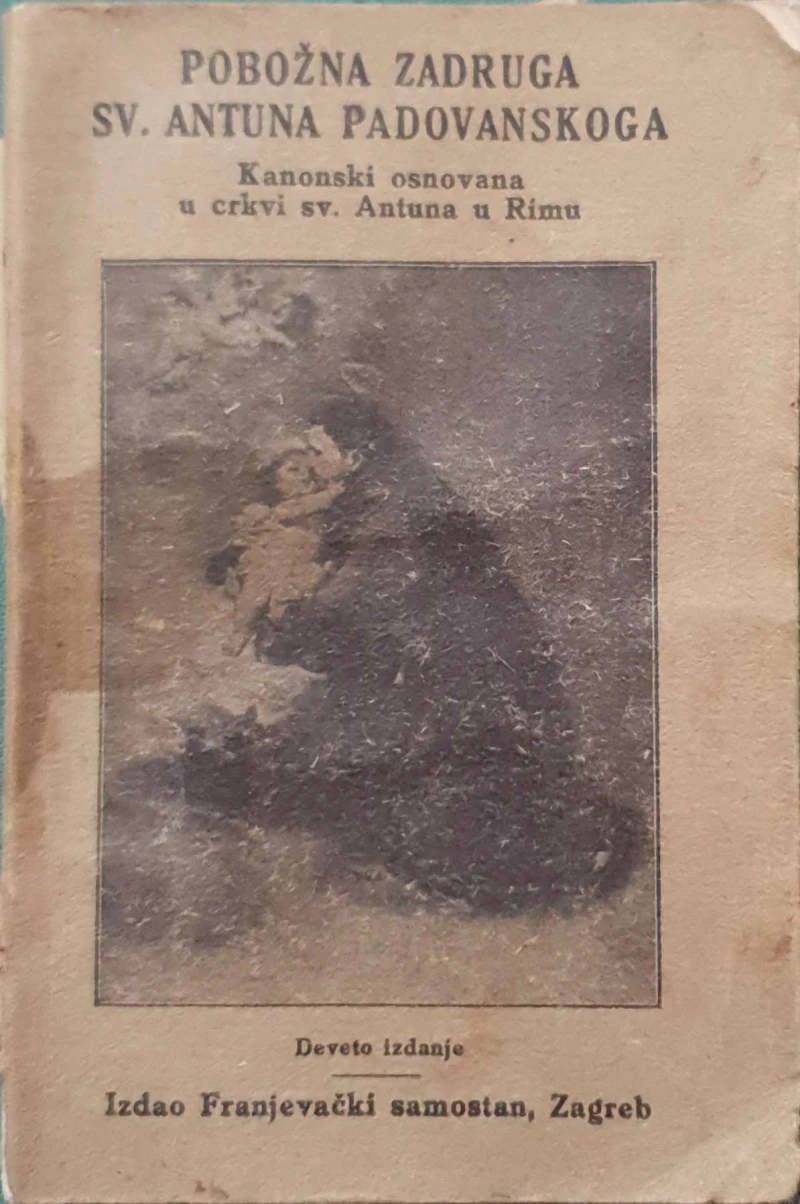 POBOŽNA ZADRUGA
SV. ANTUNA PADOVANSKOGA
Kanonski osnovana
u crkvi sv. Antuna u Rimu
Deveto izdanje
Izdao Franjevački samostan, Zagreb